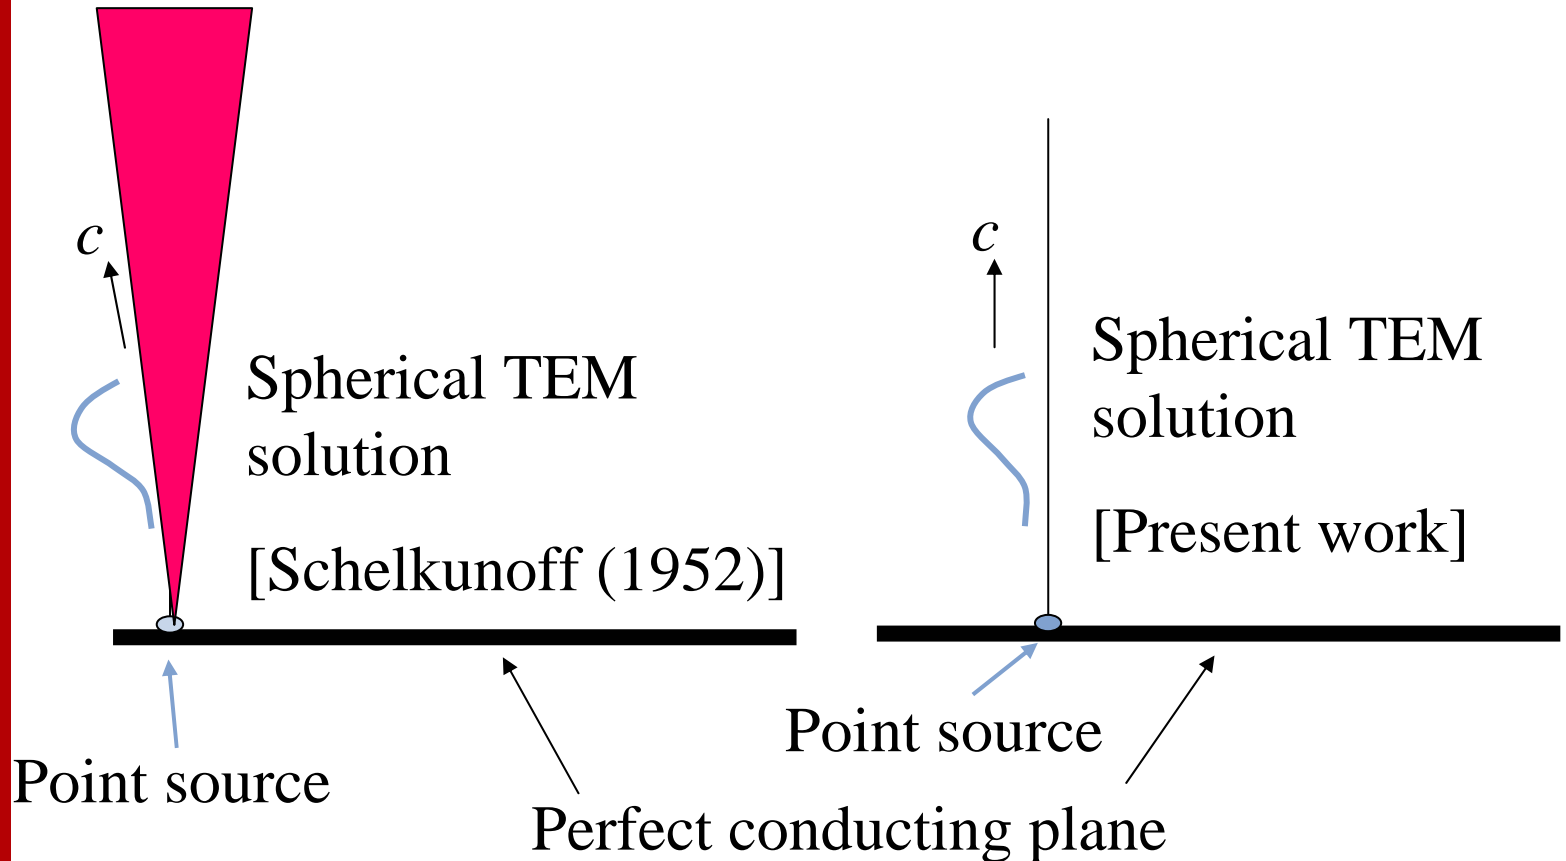 c
Spherical TEM
solution
[Schelkunoff (1952)]
Point source
c
Spherical TEM
solution
[Present work]
Point source
Perfect conducting plane